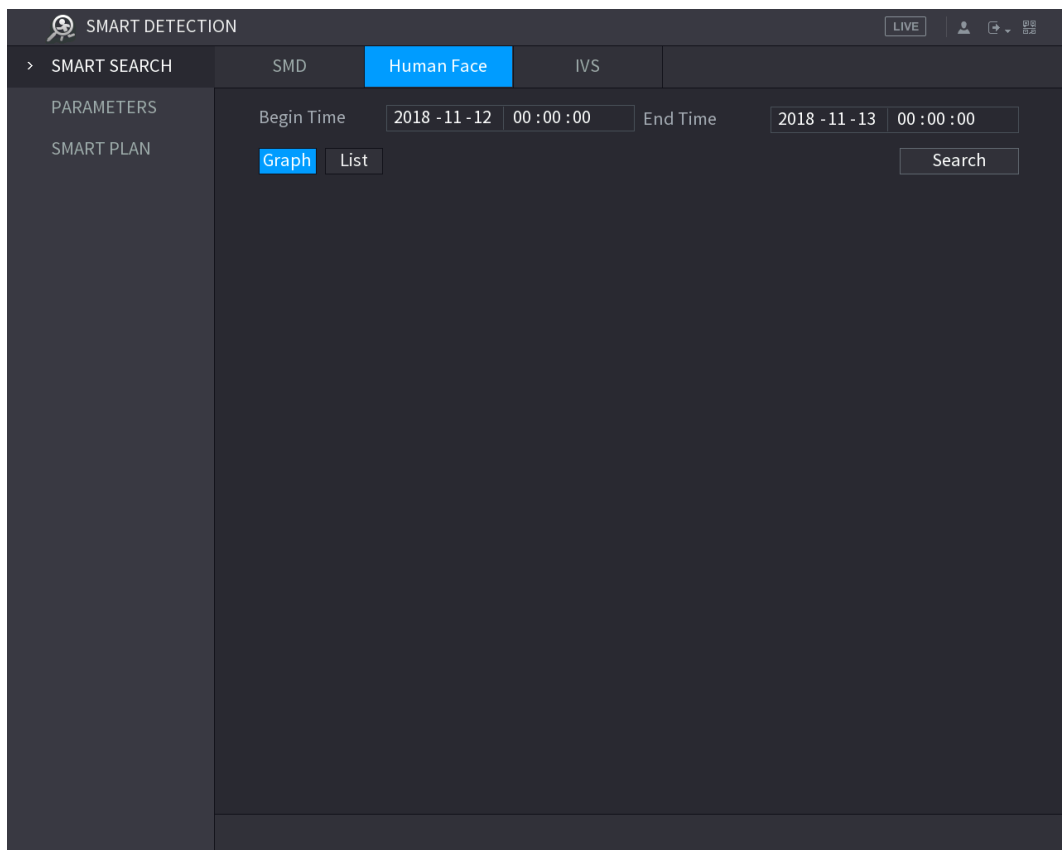 SMART DETECTION LIVE
SMART SEARCH SMD Human Face IVS
PARAMETERS
SMART PLAN
Begin Time 2018 -11 -12 00 :00 :00 End Time 2018 -11 -13 00 :00 :00
Graph List Search